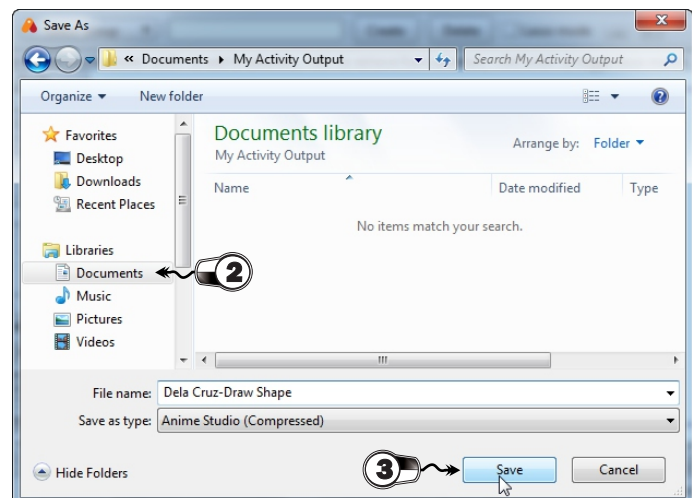 Save As
« Documents ▸ My Activity Output
Search My Activity Output
Organize
New folder
Favorites
Desktop
Downloads
Recent Places
Libraries
Documents
Music
Pictures
Videos
Documents library
My Activity Output
Arrange by: Folder
Name
Date modified
Type
No items match your search.
2
File name: Dela Cruz-Draw Shape
Save as type: Anime Studio (Compressed)
Hide Folders
3
Save
Cancel